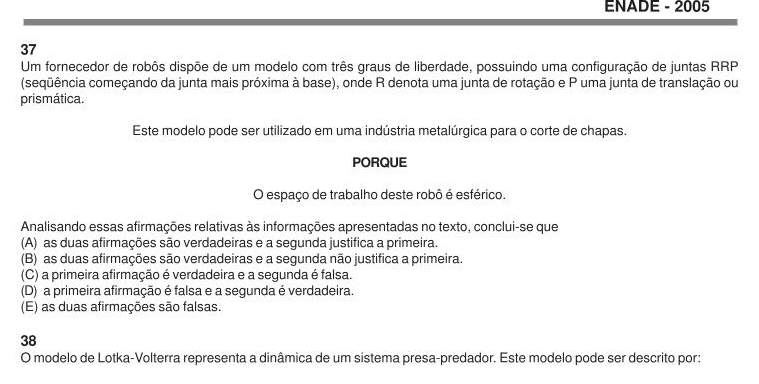 ENADE - 2005
37
Um fornecedor de robôs dispõe de um modelo com três graus de liberdade, possuindo uma configuração de juntas RRP
(seqüência começando da junta mais próxima à base), onde R denota uma junta de rotação e P uma junta de translação ou
prismática.
Este modelo pode ser utilizado em uma indústria metalúrgica para o corte de chapas.
PORQUE
O espaço de trabalho deste robô é esférico.
Analisando essas afirmações relativas às informações apresentadas no texto, conclui-se que
(A) as duas afirmações são verdadeiras e a segunda justifica a primeira.
(B) as duas afirmações são verdadeiras e a segunda não justifica a primeira.
(C) a primeira afirmação é verdadeira e a segunda é falsa.
(D) a primeira afirmação é falsa e a segunda é verdadeira.
(E) as duas afirmações são falsas.
38
O modelo de Lotka-Volterra representa a dinâmica de um sistema presa-predador. Este modelo pode ser descrito por: